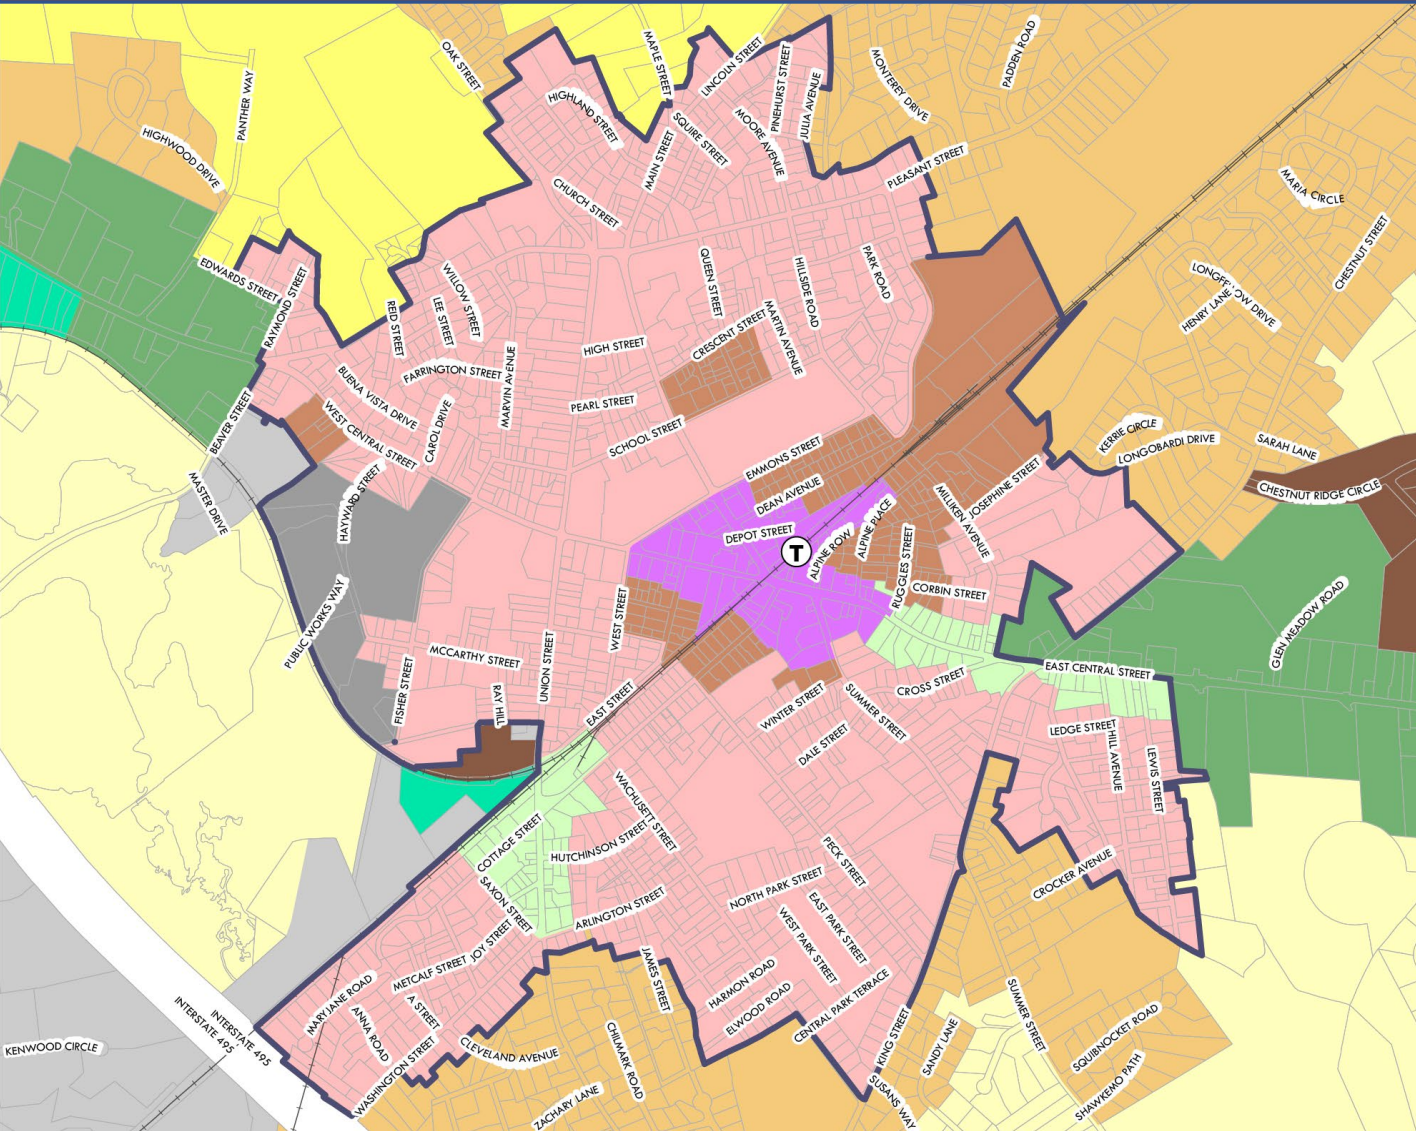 OAK STREET
MAPLE STREET
LINCOLN STREET
PINEHURST STREET
JULIA AVENUE
MONTEREY DRIVE
PADDEN ROAD
PANTHER WAY
HIGHWOOD DRIVE
HIGHLAND STREET
MAIN STREET
SQUIRE STREET
MOORE AVENUE
PLEASANT STREET
MARIA CIRCLE
CHESTNUT STREET
CHURCH STREET
EDWARDS STREET
RAYMOND STREET
REID STREET
LEE STREET
WILLOW STREET
QUEEN STREET
HILLSIDE ROAD
PARK ROAD
LONGFELLOW DRIVE
HENRY LANE
HIGH STREET
CRESCENT STREET
MARTIN AVENUE
FARRINGTON STREET
MARVIN AVENUE
BUENA VISTA DRIVE
WEST CENTRAL STREET
CAROL DRIVE
PEARL STREET
SCHOOL STREET
BEAVER STREET
MASTER DRIVE
HAYWARD STREET
EMMONS STREET
DEAN AVENUE
DEPOT STREET
T
ALPINE ROW
ALPINE PLACE
RUGGLES STREET
MILLIKEN AVENUE
JOSEPHINE STREET
KERRIE CIRCLE
LONGOBARDI DRIVE
SARAH LANE
CHESTNUT RIDGE CIRCLE
CORBIN STREET
GLEN MEADOW ROAD
PUBLIC WORKS WAY
WEST STREET
MCCARTHY STREET
UNION STREET
FISHER STREET
RAY HILL
EAST STREET
WINTER STREET
DALE STREET
SUMMER STREET
CROSS STREET
EAST CENTRAL STREET
LEDGE STREET
HILL AVENUE
LEWIS STREET
WACHUSETT STREET
COTTAGE STREET
HUTCHINSON STREET
SAXON STREET
ARLINGTON STREET
PECK STREET
NORTH PARK STREET
EAST PARK STREET
WEST PARK STREET
CROCKER AVENUE
JOY STREET
METCALF STREET
MARY JANE ROAD
A STREET
ANNA ROAD
WASHINGTON STREET
JAMES STREET
HARMON ROAD
ELWOOD ROAD
CENTRAL PARK TERRACE
KING STREET
SANDY LANE
SUSANS WAY
SUMMER STREET
SQUIBNOCKET ROAD
SHAWKEMO PATH
CLEVELAND AVENUE
CHILMARK ROAD
ZACHARY LANE
INTERSTATE 495
INTERSTATE 495
KENWOOD CIRCLE